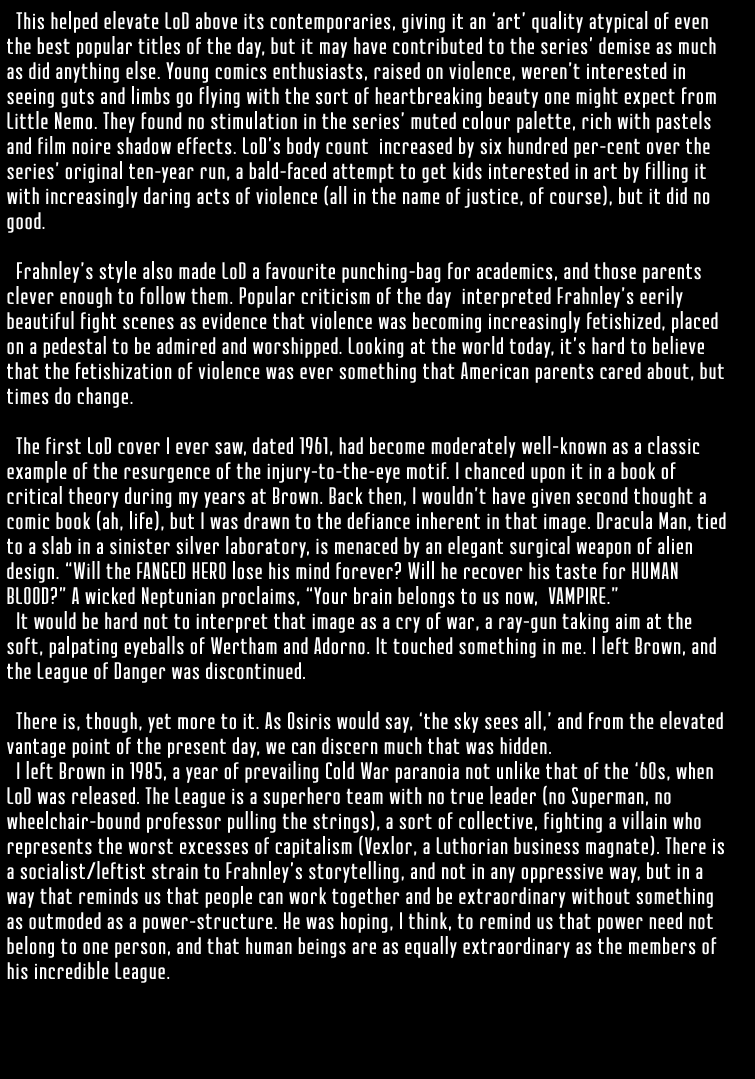 This helped elevate LoD above its contemporaries, giving it an ‘art’ quality atypical of even
the best popular titles of the day, but it may have contributed to the series’ demise as much
as did anything else. Young comics enthusiasts, raised on violence, weren’t interested in
seeing guts and limbs go flying with the sort of heartbreaking beauty one might expect from
Little Nemo. They found no stimulation in the series’ muted colour palette, rich with pastels
and film noire shadow effects. LoD’s body count increased by six hundred per-cent over the
series’ original ten-year run, a bald-faced attempt to get kids interested in art by filling it
with increasingly daring acts of violence (all in the name of justice, of course), but it did no
good.

Frahnley’s style also made LoD a favourite punching-bag for academics, and those parents
clever enough to follow them. Popular criticism of the day interpreted Frahnley’s eerily
beautiful fight scenes as evidence that violence was becoming increasingly fetishized, placed
on a pedestal to be admired and worshipped. Looking at the world today, it’s hard to believe
that the fetishization of violence was ever something that American parents cared about, but
times do change.

The first LoD cover I ever saw, dated 1961, had become moderately well-known as a classic
example of the resurgence of the injury-to-the-eye motif. I chanced upon it in a book of
critical theory during my years at Brown. Back then, I wouldn’t have given second thought a
comic book (ah, life), but I was drawn to the defiance inherent in that image. Dracula Man, tied
to a slab in a sinister silver laboratory, is menaced by an elegant surgical weapon of alien
design. “Will the FANGED HERO lose his mind forever? Will he recover his taste for HUMAN
BLOOD?” A wicked Neptunian proclaims, “Your brain belongs to us now, VAMPIRE.”
It would be hard not to interpret that image as a cry of war, a ray-gun taking aim at the
soft, palpating eyeballs of Wertham and Adorno. It touched something in me. I left Brown, and
the League of Danger was discontinued.

There is, though, yet more to it. As Osiris would say, ‘the sky sees all,’ and from the elevated
vantage point of the present day, we can discern much that was hidden.
I left Brown in 1985, a year of prevailing Cold War paranoia not unlike that of the ‘60s, when
LoD was released. The League is a superhero team with no true leader (no Superman, no
wheelchair-bound professor pulling the strings), a sort of collective, fighting a villain who
represents the worst excesses of capitalism (Vexlor, a Luthorian business magnate). There is
a socialist/leftist strain to Frahnley’s storytelling, and not in any oppressive way, but in a
way that reminds us that people can work together and be extraordinary without something
as outmoded as a power-structure. He was hoping, I think, to remind us that power need not
belong to one person, and that human beings are as equally extraordinary as the members of
his incredible League.